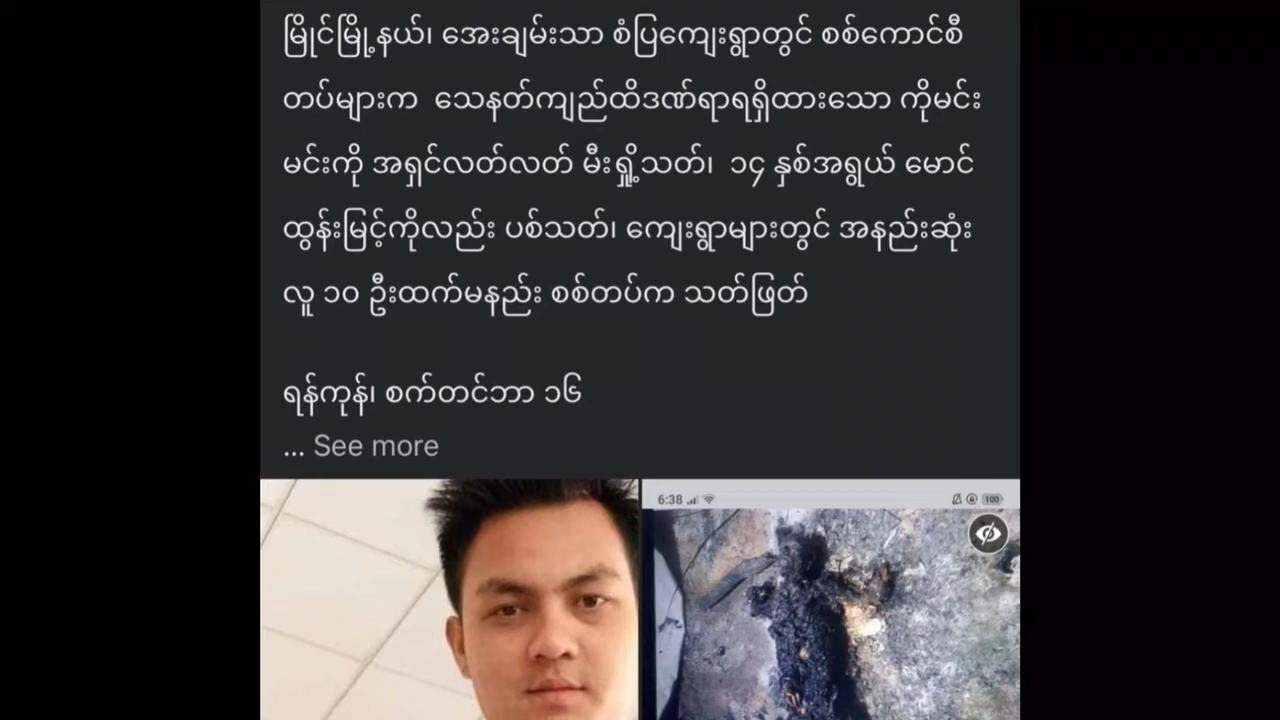 မြိုင်မြို့နယ်၊ အေးချမ်းသာ စံပြကျေးရွာတွင် စစ်ကောင်စီ
တပ်များက သေနတ်ကျည်ထိဒဏ်ရာရရှိထားသော ကိုမင်း
မင်းကို အရှင်လတ်လတ် မီးရှို့သတ်၊ ၁၄ နှစ်အရွယ် မောင်
ထွန်းမြင့်ကိုလည်း ပစ်သတ်၊ ကျေးရွာများတွင် အနည်းဆုံး
လူ ၁၀ ဦးထက်မနည်း စစ်တပ်က သတ်ဖြတ်
ရန်ကုန်၊ စက်တင်ဘာ ၁၆
... See more
6:38
100